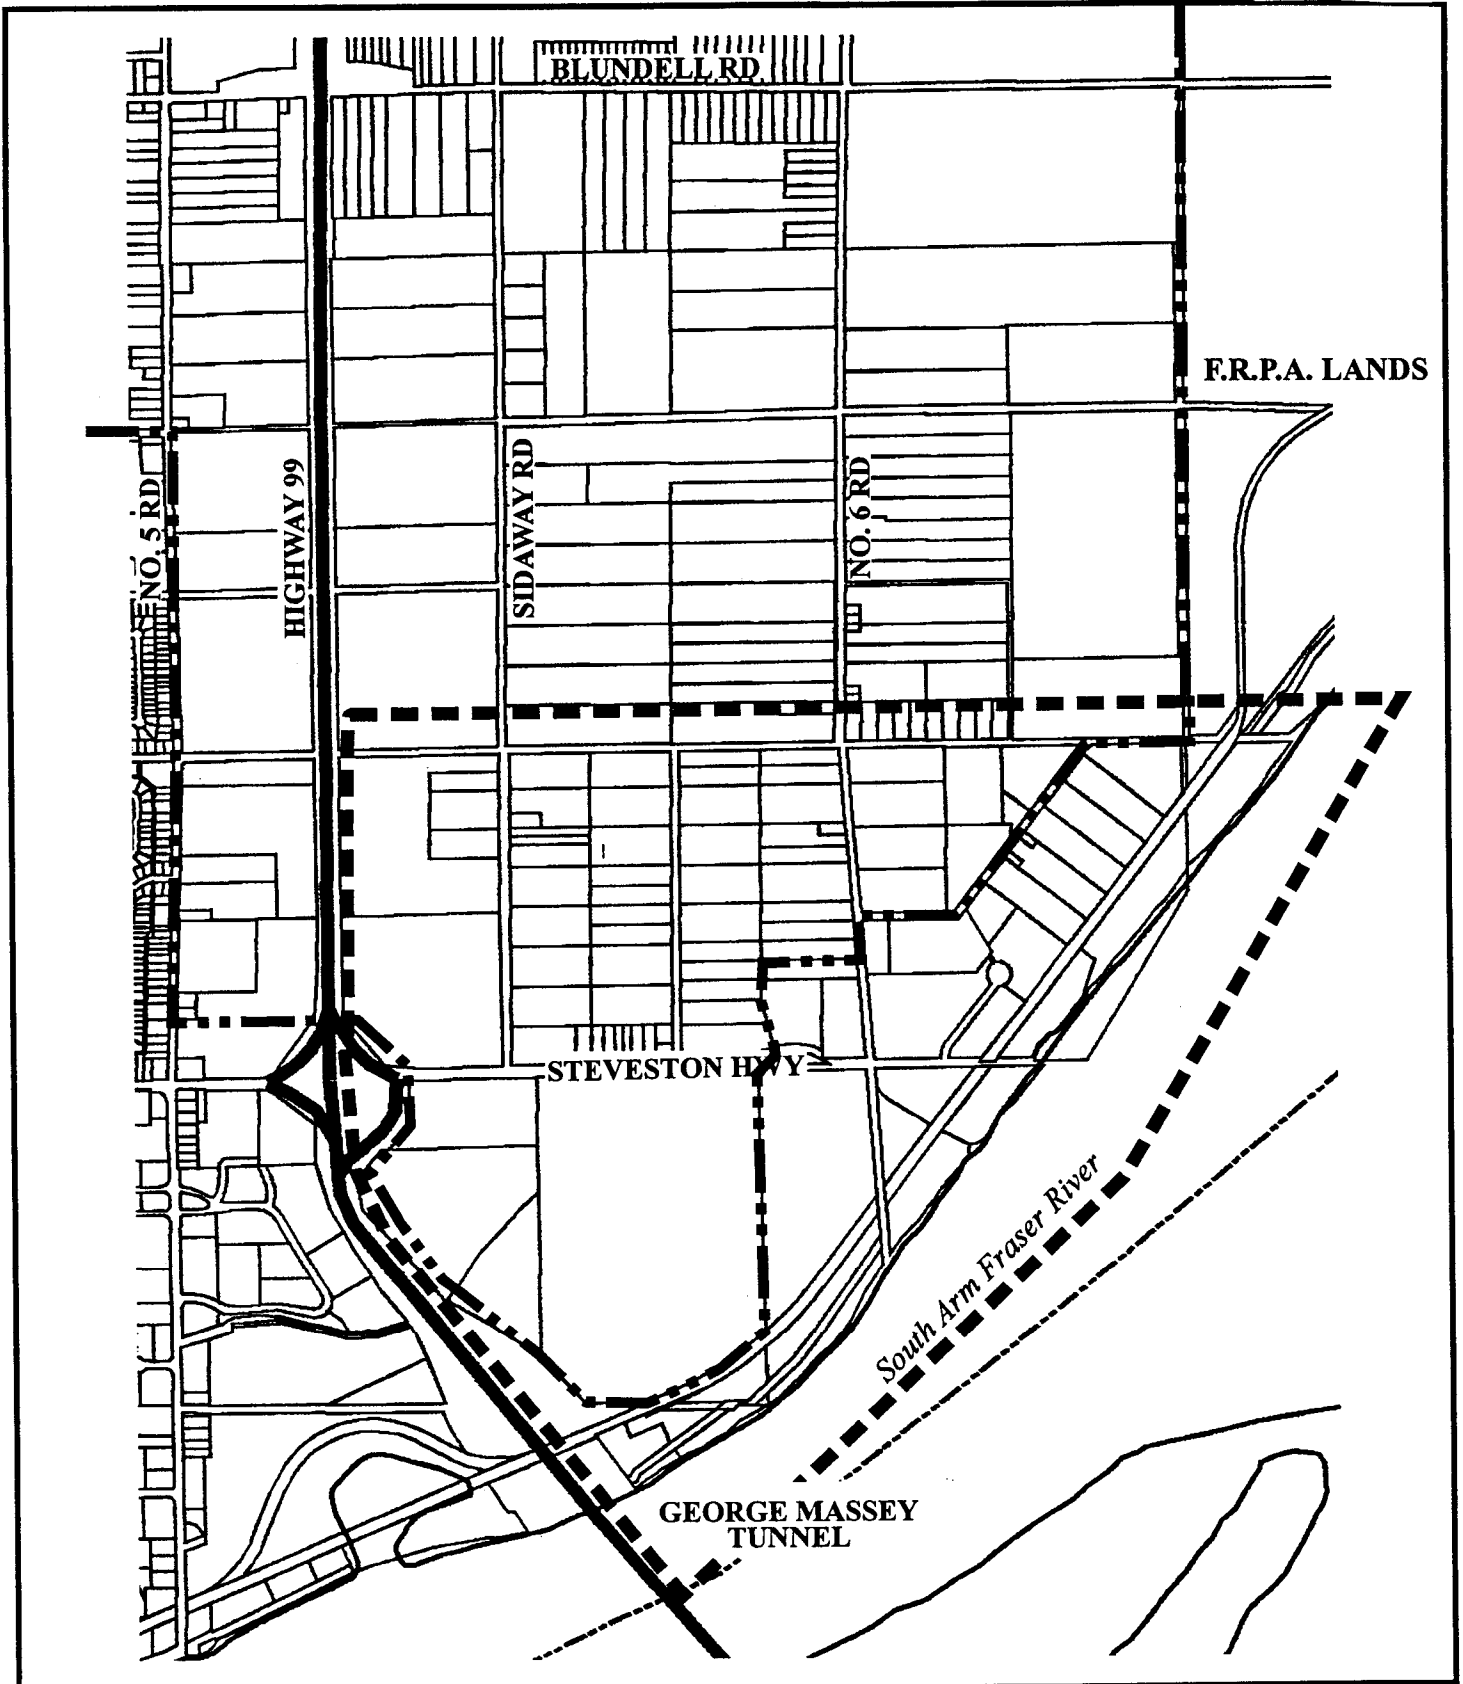 BLUNDELL RD
F.R.P.A. LANDS
NO. 5 RD
HIGHWAY 99
SIDAWAY RD
NO. 6 RD
STEVESTON HWY
South Arm Fraser River
GEORGE MASSEY
TUNNEL